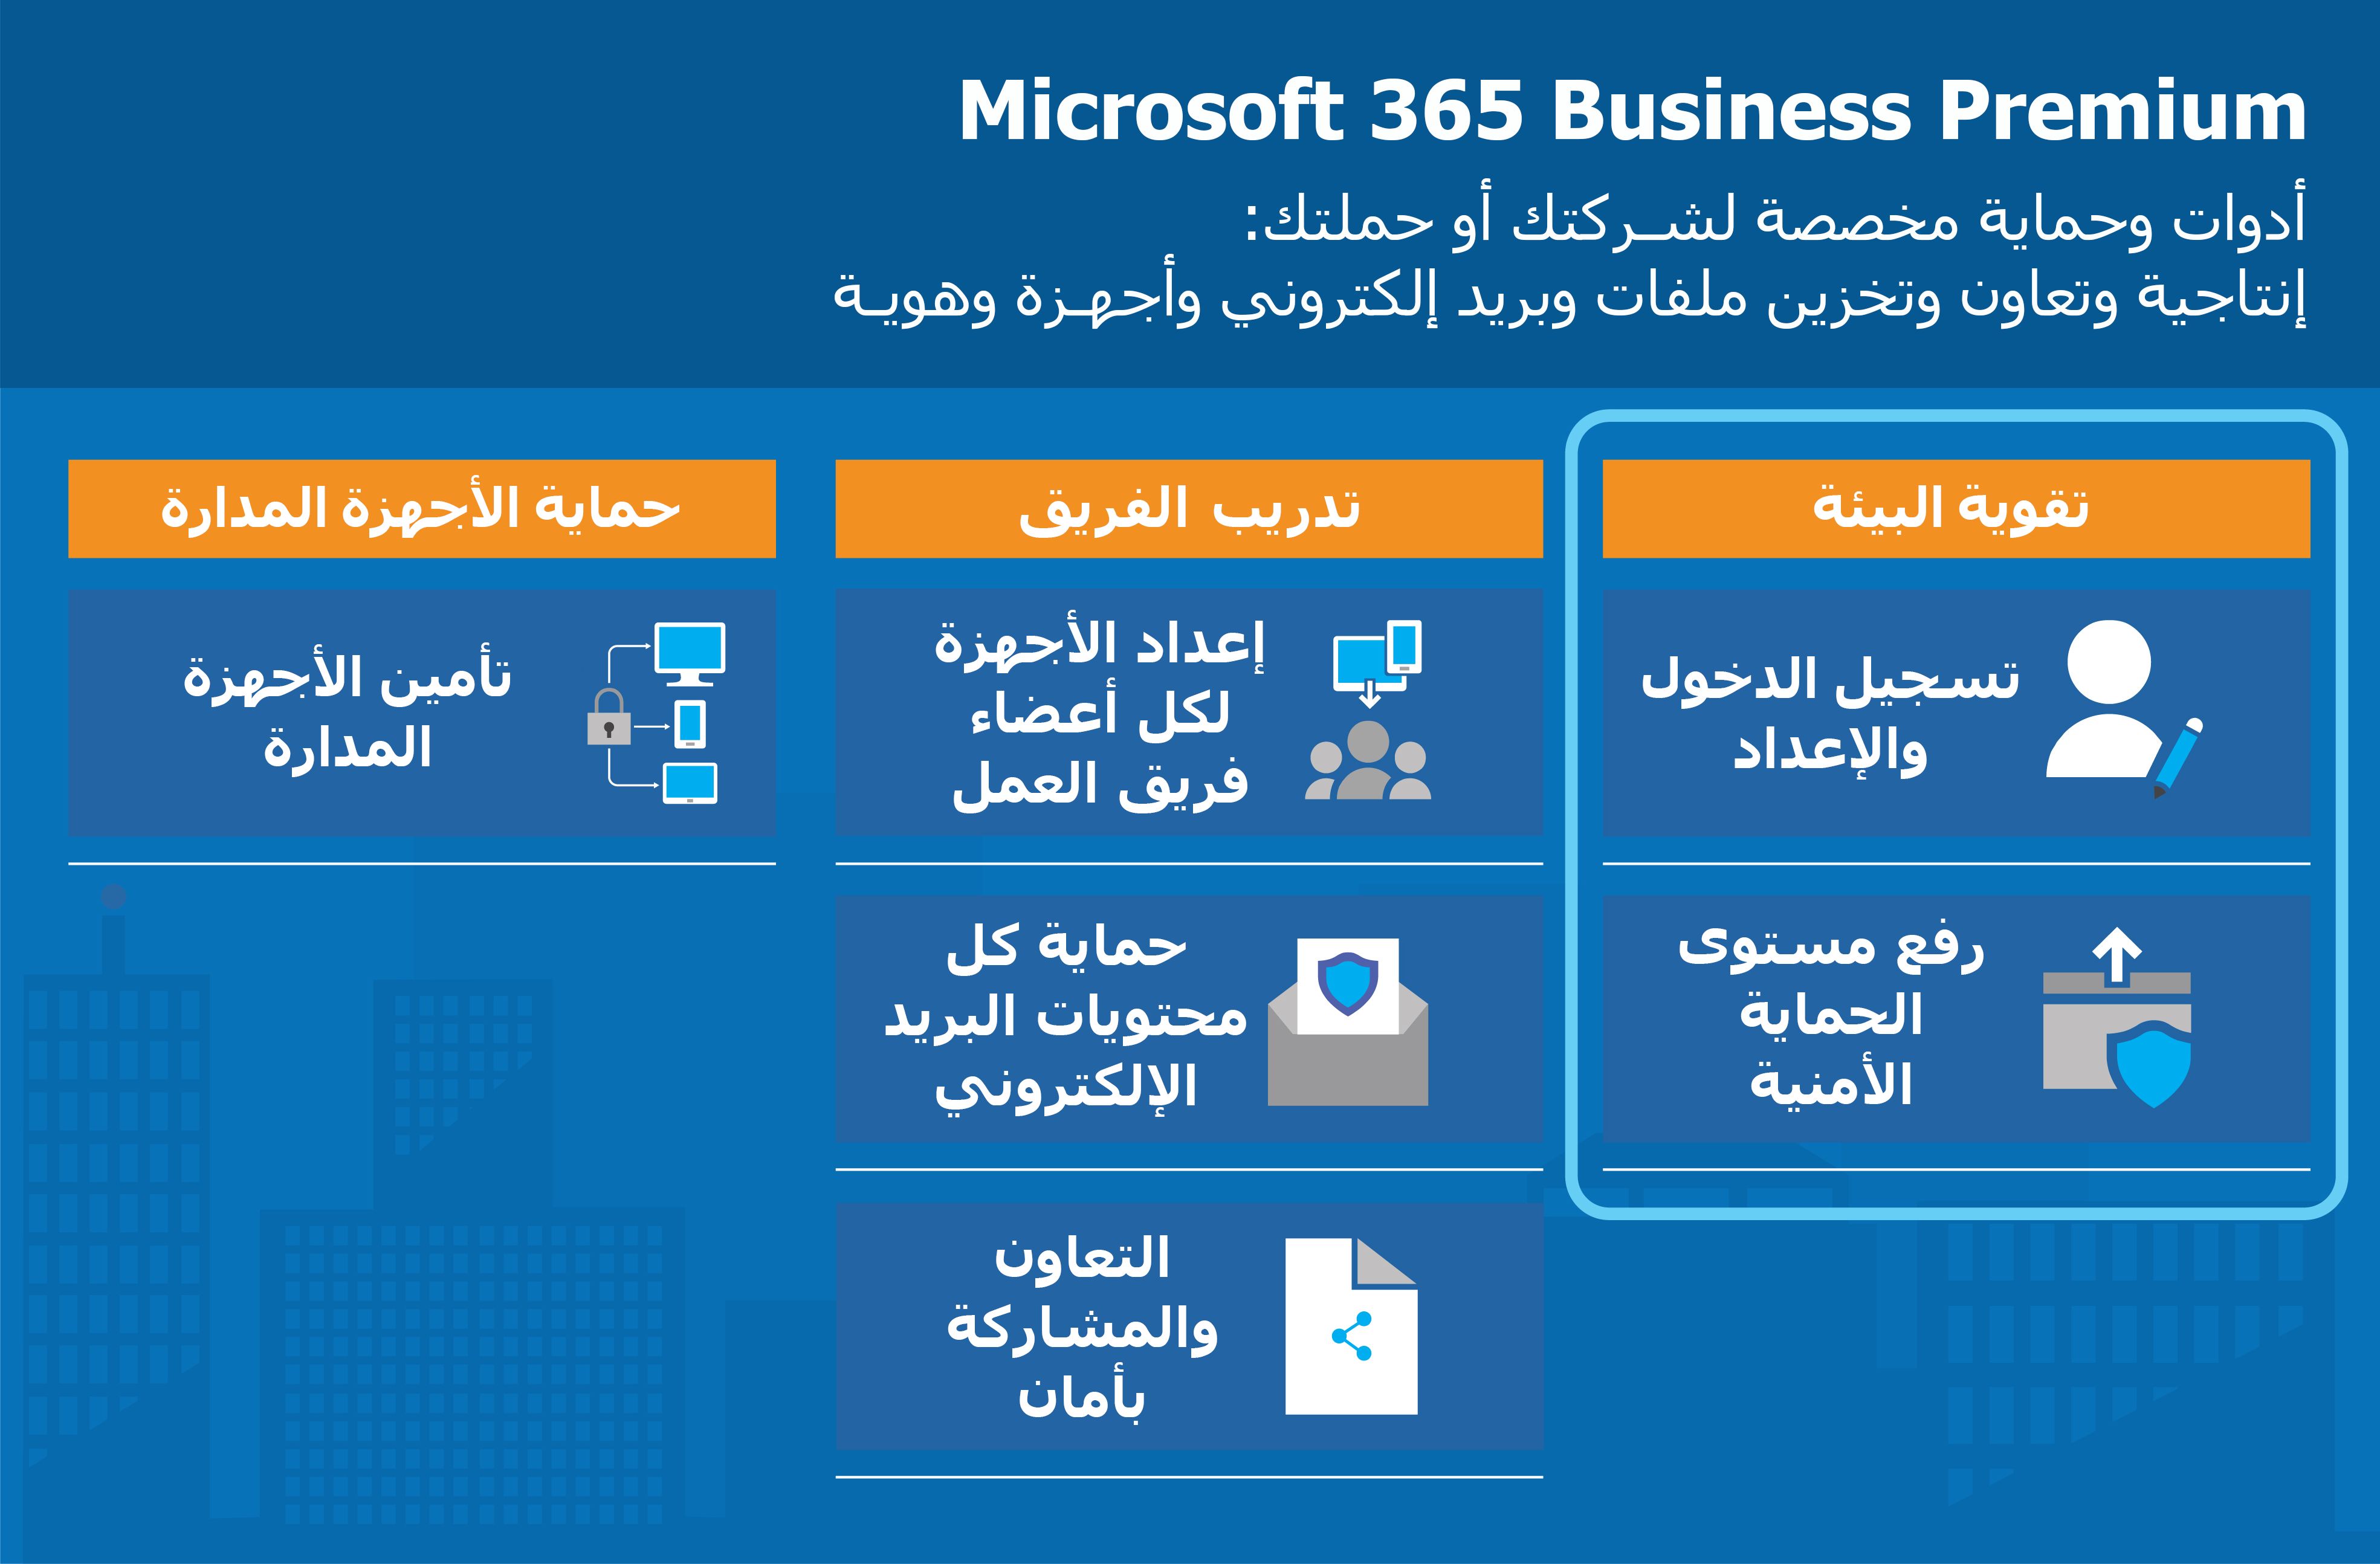 Microsoft 365 Business Premium
أدوات وحماية مخصصة لشـركتك أو حملتك:
إنتاجية وتعاون وتخزين ملفات وبريد إلكتروني وأجهـزة وهويـة
تقوية البيئة
تسجيل الدخول
والإعداد
رفع مستوى
الحماية
الأمنية
تدريب الفريق
إعداد الأجهزة
لكل أعضاء
فريق العمل
حماية كل
محتويات البريد
الإلكتروني
التعاون
والمشاركة
بأمان
حماية الأجهزة المدارة
تأمين الأجهزة
المدارة